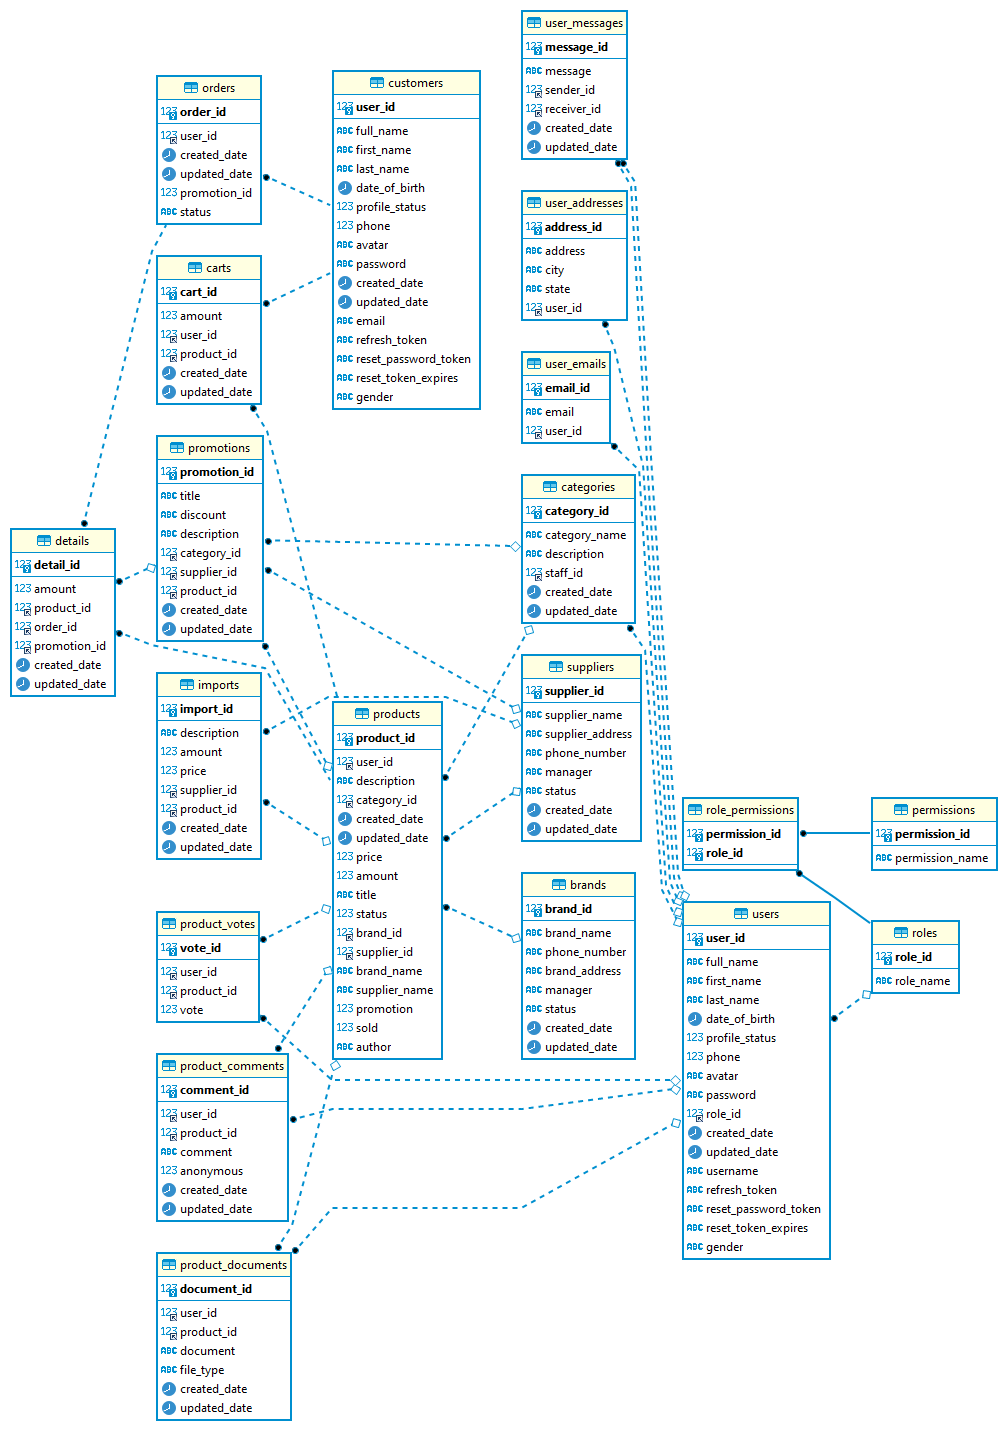 orders
order_id
user_id
created_date
updated_date
promotion_id
status
customers
user_id
full_name
first_name
last_name
date_of_birth
profile_status
phone
avatar
password
created_date
updated_date
email
refresh_token
reset_password_token
reset_token_expires
gender
user_messages
message_id
message
sender_id
receiver_id
created_date
updated_date
carts
cart_id
amount
user_id
product_id
created_date
updated_date
user_addresses
address_id
address
city
state
user_id
user_emails
email_id
email
user_id
promotions
promotion_id
title
discount
description
category_id
supplier_id
product_id
created_date
updated_date
categories
category_id
category_name
description
staff_id
created_date
updated_date
details
detail_id
amount
product_id
order_id
promotion_id
created_date
updated_date
imports
import_id
description
amount
price
supplier_id
product_id
created_date
updated_date
suppliers
supplier_id
supplier_name
supplier_address
phone_number
manager
status
created_date
updated_date
products
product_id
user_id
description
category_id
created_date
updated_date
price
amount
title
status
brand_id
supplier_id
brand_name
supplier_name
promotion
sold
author
role_permissions
permission_id
role_id
permissions
permission_id
permission_name
brands
brand_id
brand_name
phone_number
brand_address
manager
status
created_date
updated_date
users
user_id
full_name
first_name
last_name
date_of_birth
profile_status
phone
avatar
password
role_id
created_date
updated_date
username
refresh_token
reset_password_token
reset_token_expires
gender
roles
role_id
role_name
product_votes
vote_id
user_id
product_id
vote
product_comments
comment_id
user_id
product_id
comment
anonymous
created_date
updated_date
product_documents
document_id
user_id
product_id
document
file_type
created_date
updated_date